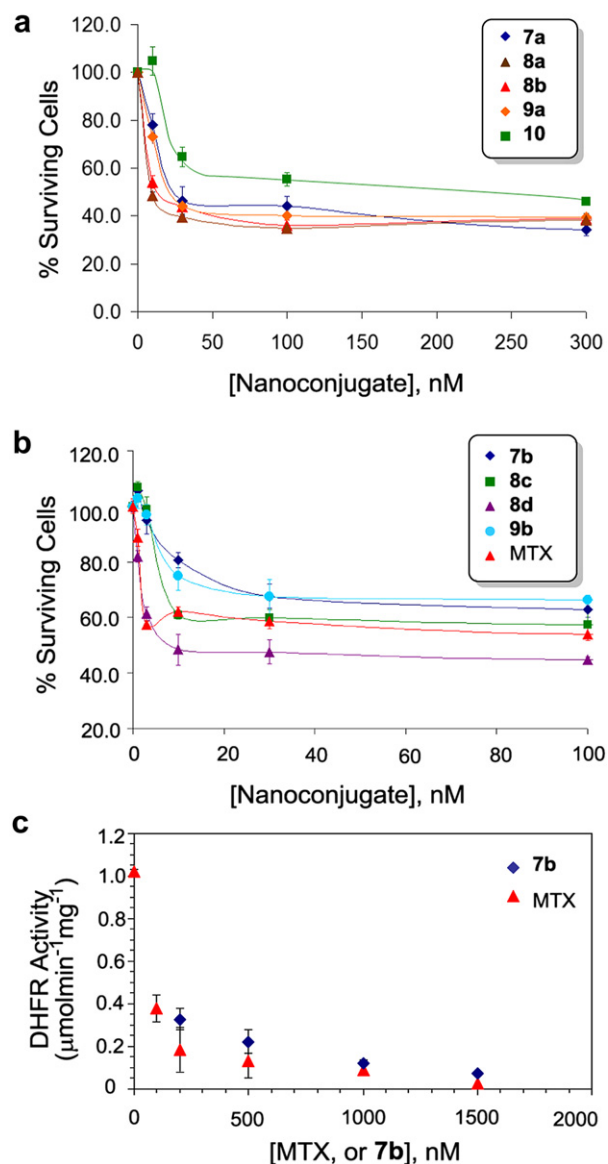 a
120.0
100.0
80.0
60.0
40.0
20.0
0.0
% Surviving Cells
0 50 100 150 200 250 300
[Nanoconjugate], nM
7a
8a
8b
9a
10
b
120.0
100.0
80.0
60.0
40.0
20.0
% Surviving Cells
0 20 40 60 80 100
[Nanoconjugate], nM
7b
8c
8d
9b
MTX
c
1.2
1.0
0.8
0.6
0.4
0.2
0
DHFR Activity
(μmolmin⁻¹mg⁻¹)
0 500 1000 1500 2000
[MTX, or 7b], nM
7b
MTX